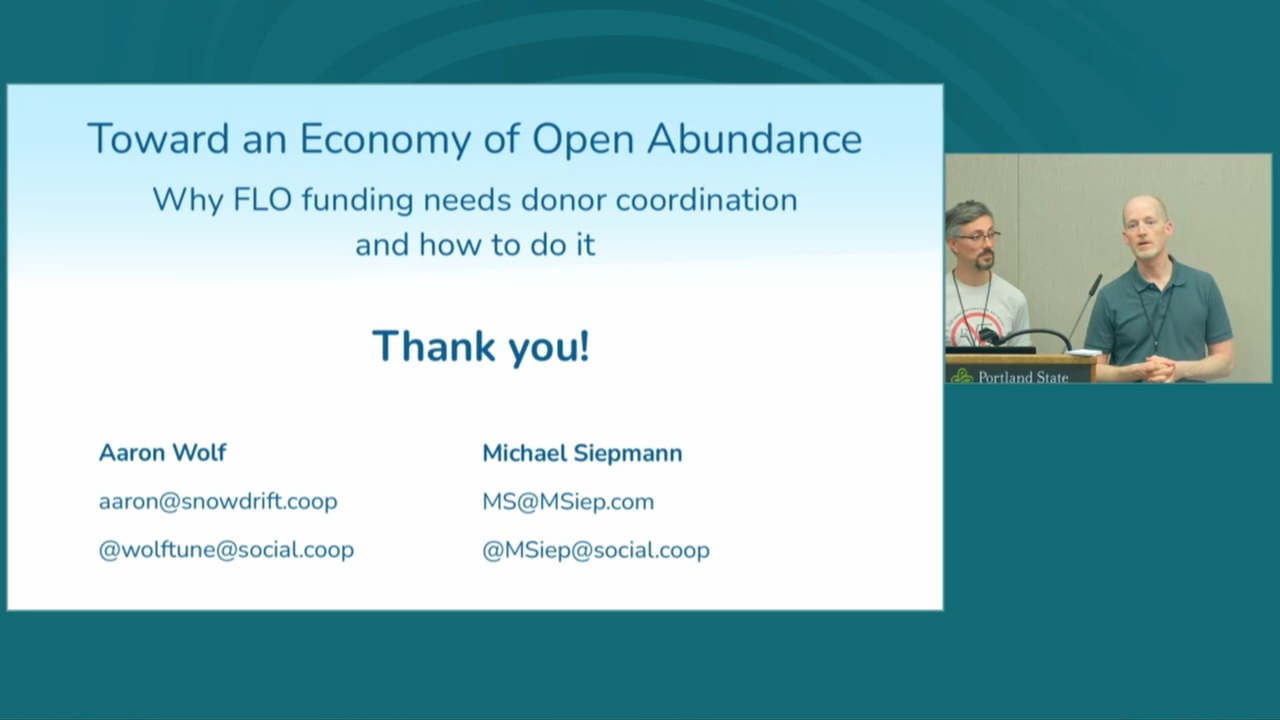 Toward an Economy of Open Abundance
Why FLO funding needs donor coordination
and how to do it
Thank you!
Aaron Wolf
aaron@snowdrift.coop
@wolftune@social.coop
Michael Siepmann
MS@MSiep.com
@MSiep@social.coop
Portland State